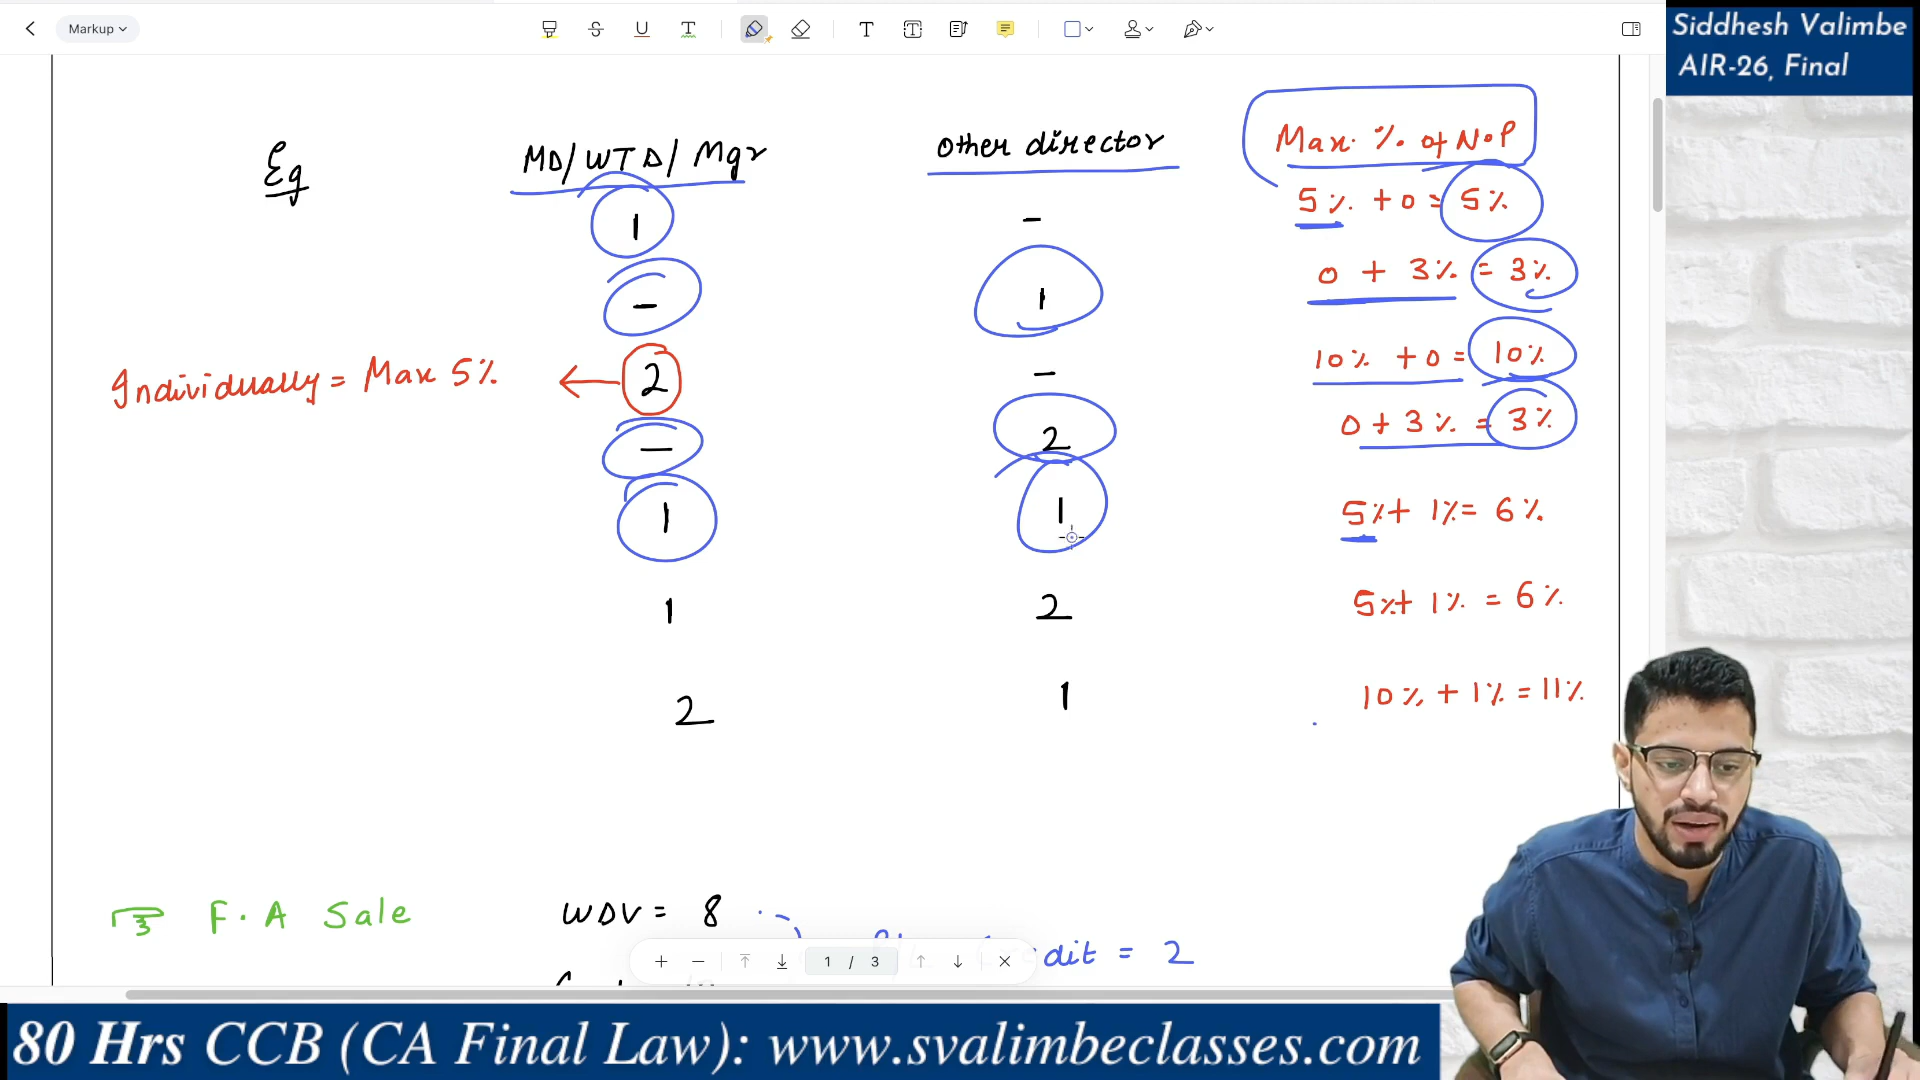 Markup
Siddhesh Valimbe
AIR-26, Final
Eg MD/WTD/Mgr Other director Max. % of N.P
1 - 5% + 0 = 5%
- 1 0 + 3% = 3%
Individually = Max 5% ← 2 - 10% + 0 = 10%
- 2 0 + 3% = 3%
1 1 5% + 1% = 6%
1 2 5% + 1% = 6%
2 1 10% + 1% = 11%
☞ F.A Sale WDV = 8
= 2
1 / 3
80 Hrs CCB (CA Final Law): www.svalimbeclasses.com